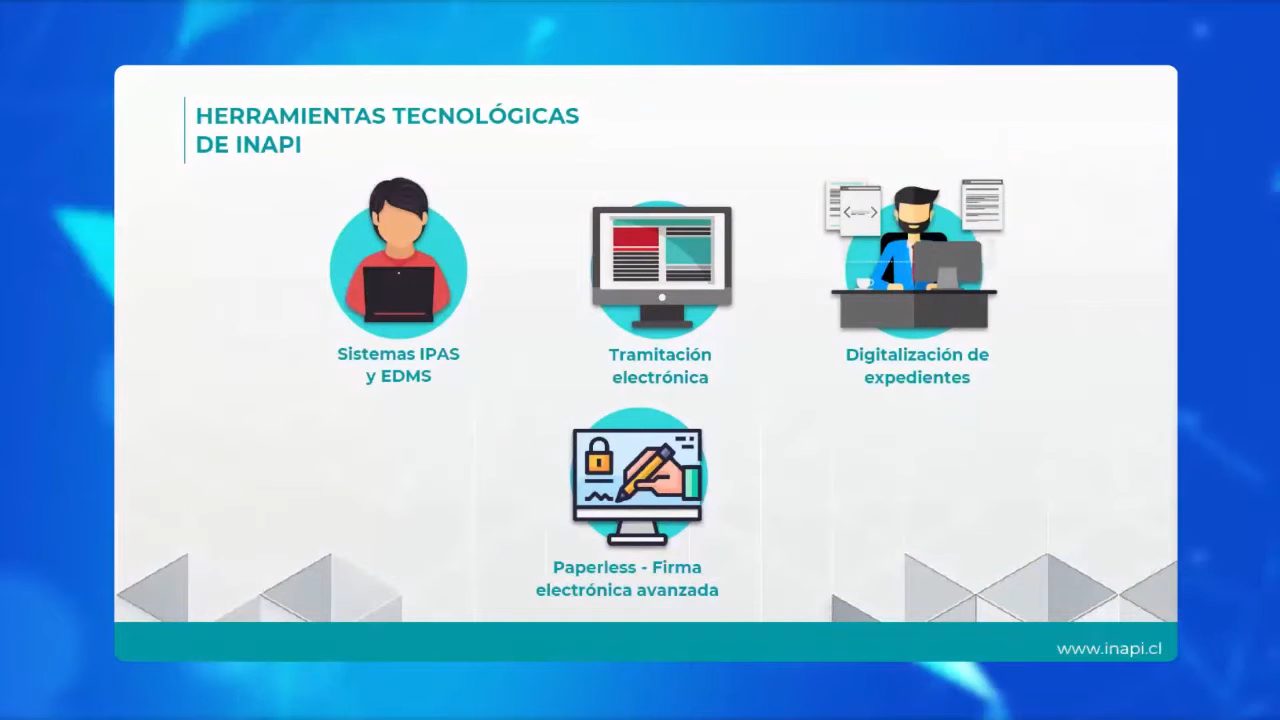 HERRAMIENTAS TECNOLÓGICAS
DE INAPI
Sistemas IPAS
y EDMS
Tramitación
electrónica
Digitalización de
expedientes
Paperless - Firma
electrónica avanzada
www.inapi.cl